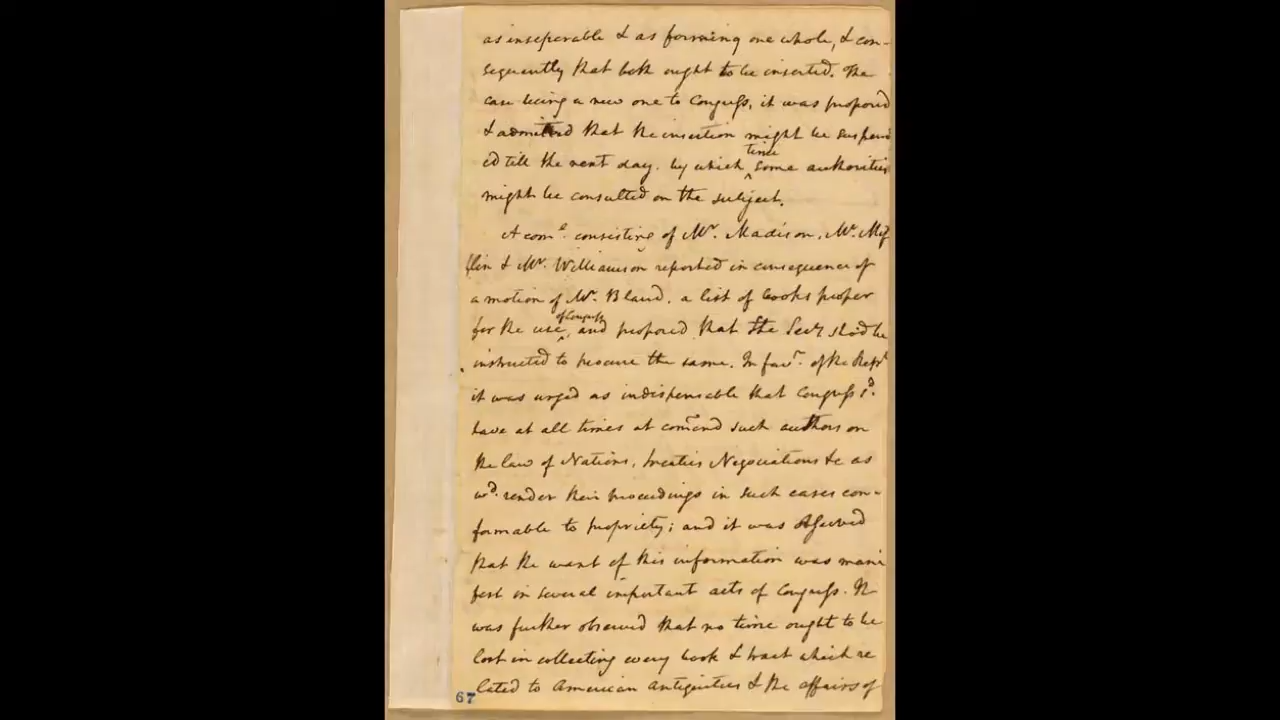 as inseparable & as forming one whole, & con-
sequently that both ought to be inserted. The
case being a new one to Congress, it was propored
& admitted that the insertion might be suspend
ed till the next day. by which time some authorities
might be consulted on the subject.
A come. consisting of Mr. Madison, Mr. Mif
flin & Mr. Williamson reported in consequence of
a motion of Mr. Bland, a list of books proper
for the use of Congress, and proposed that the Secy shod be
instructed to procure the same. In favr. of the Repr
it was urged as indispensable that Congress sd.
have at all times at comand such authors on
the law of Nations, treaties Negociations &c as
wd. render their proceedings in such cases con-
formable to propriety; and it was observed
that the want of this information was mani
fest in several important acts of Congress. It
was further observed that no time ought to be
lost in collecting every book & tract which re
lated to American Antiquities & the affairs of
67